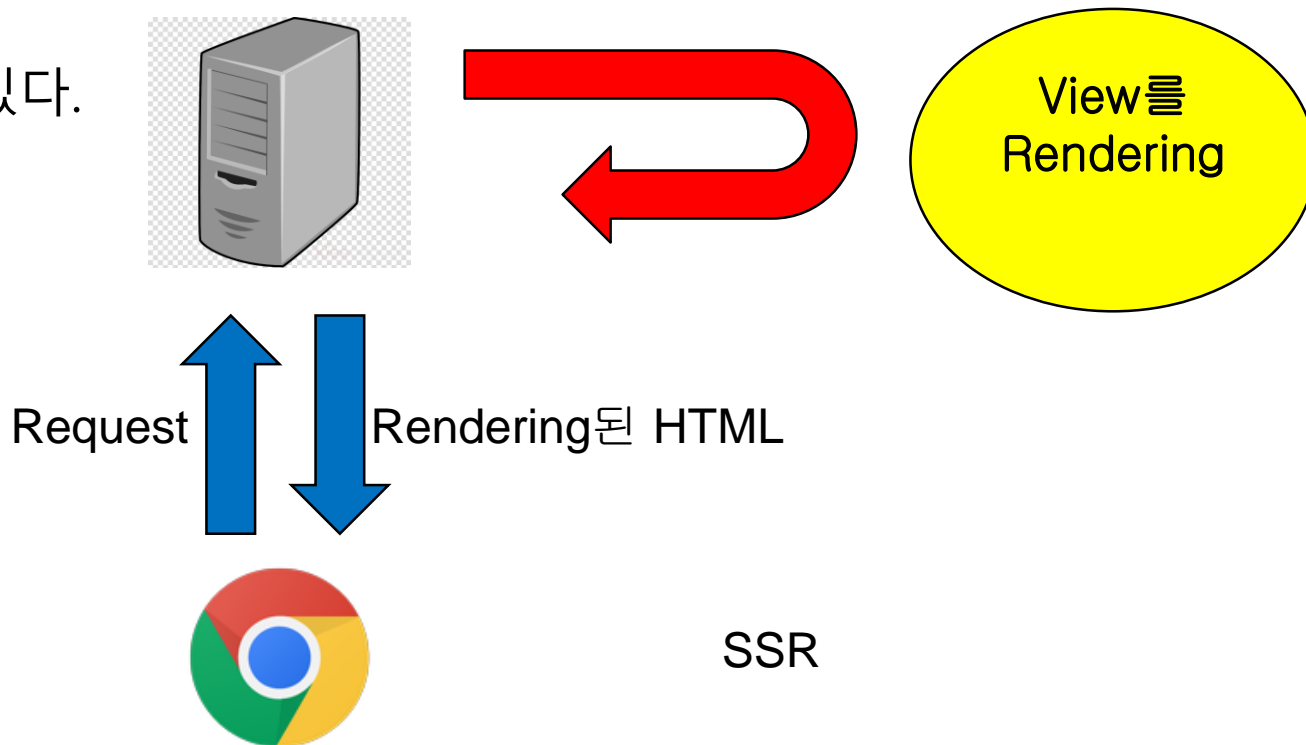 있다.
View를
Rendering
Request
Rendering된 HTML
SSR